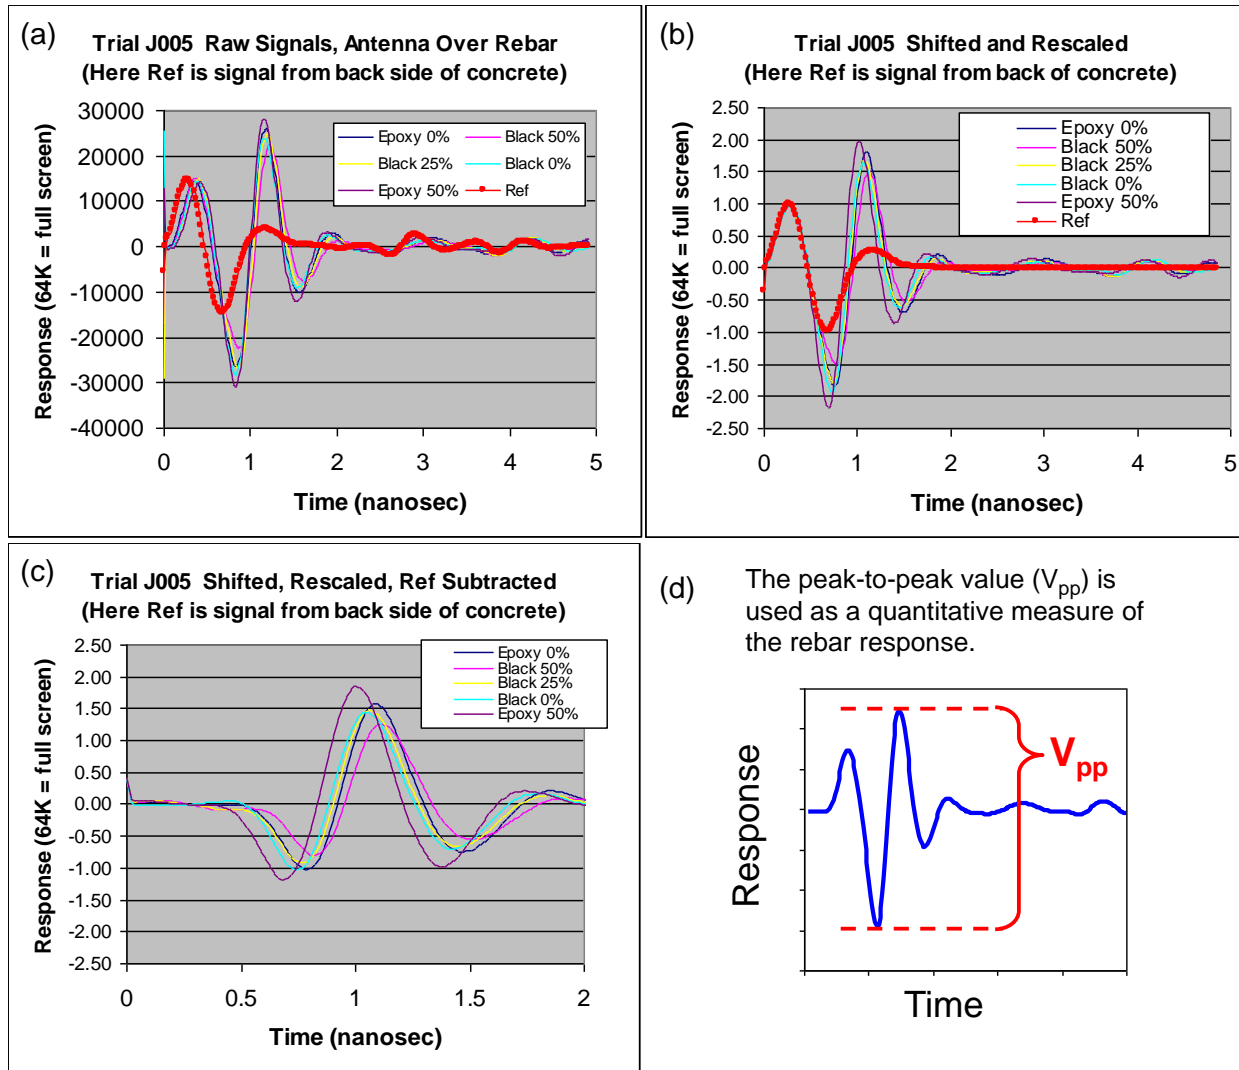 (a)
Trial J005  Raw Signals, Antenna Over Rebar
(Here Ref is signal from back side of concrete)
Response (64K = full screen)
30000
20000
10000
0
-10000
-20000
-30000
-40000
Epoxy 0%
Black 50%
Black 25%
Black 0%
Epoxy 50%
Ref
0
1
2
3
4
5
Time (nanosec)
(b)
Trial J005  Shifted and Rescaled
(Here Ref is signal from back of concrete)
Response (64K = full screen)
2.50
2.00
1.50
1.00
0.50
0.00
-0.50
-1.00
-1.50
-2.00
-2.50
Epoxy 0%
Black 50%
Black 25%
Black 0%
Epoxy 50%
Ref
0
1
2
3
4
5
Time (nanosec)
(c)
Trial J005  Shifted, Rescaled, Ref Subtracted
(Here Ref is signal from back side of concrete)
Response (64K = full screen)
2.50
2.00
1.50
1.00
0.50
0.00
-0.50
-1.00
-1.50
-2.00
-2.50
Epoxy 0%
Black 50%
Black 25%
Black 0%
Epoxy 50%
0
0.5
1
1.5
2
Time (nanosec)
(d)
The peak-to-peak value (Vpp) is
used as a quantitative measure of
the rebar response.
Response
Vpp
Time